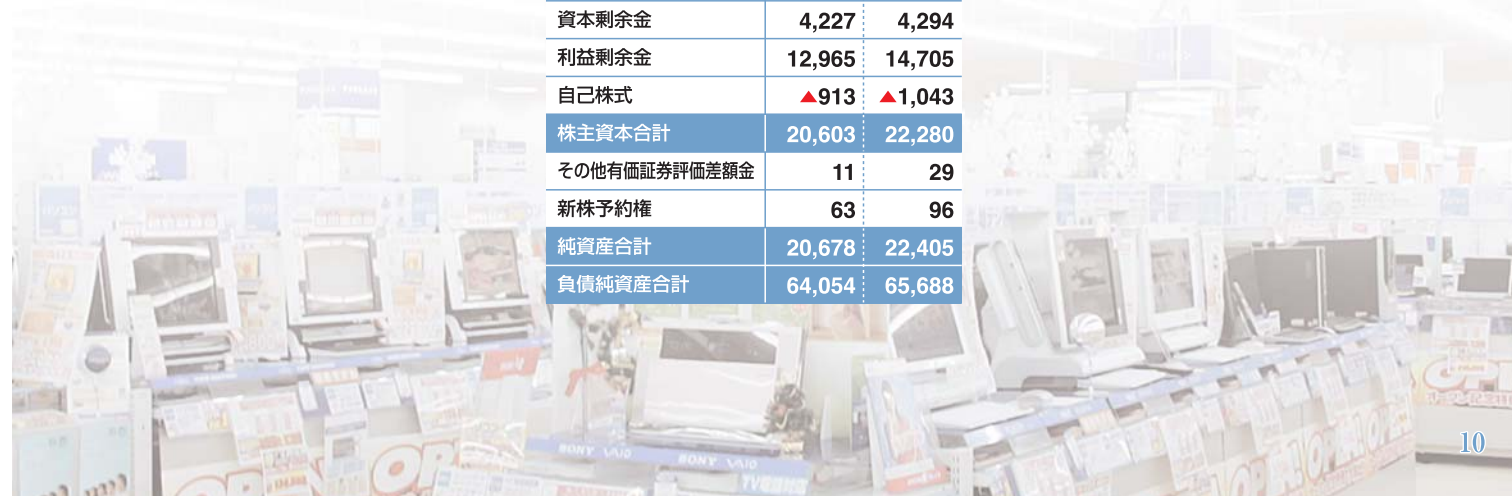 資本剰余金 4,227 4,294
利益剰余金 12,965 14,705
自己株式 ▲913 ▲1,043
株主資本合計 20,603 22,280
その他有価証券評価差額金 11 29
新株予約権 63 96
純資産合計 20,678 22,405
負債純資産合計 64,054 65,688
SONY VAIO
SONY VAIO
10